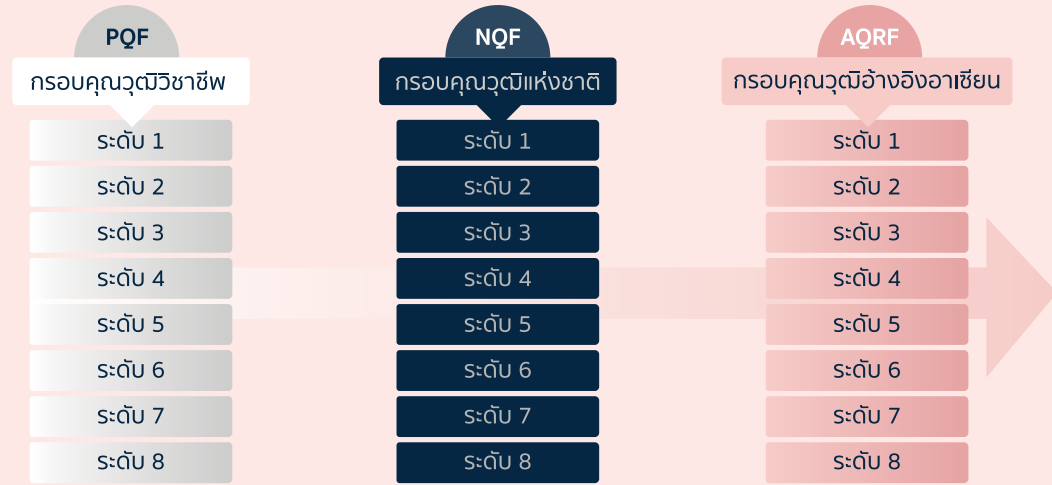 PQF
กรอบคุณวุฒิวิชาชีพ
ระดับ 1
ระดับ 2
ระดับ 3
ระดับ 4
ระดับ 5
ระดับ 6
ระดับ 7
ระดับ 8
NQF
กรอบคุณวุฒิแห่งชาติ
ระดับ 1
ระดับ 2
ระดับ 3
ระดับ 4
ระดับ 5
ระดับ 6
ระดับ 7
ระดับ 8
AQRF
กรอบคุณวุฒิอ้างอิงอาเซียน
ระดับ 1
ระดับ 2
ระดับ 3
ระดับ 4
ระดับ 5
ระดับ 6
ระดับ 7
ระดับ 8